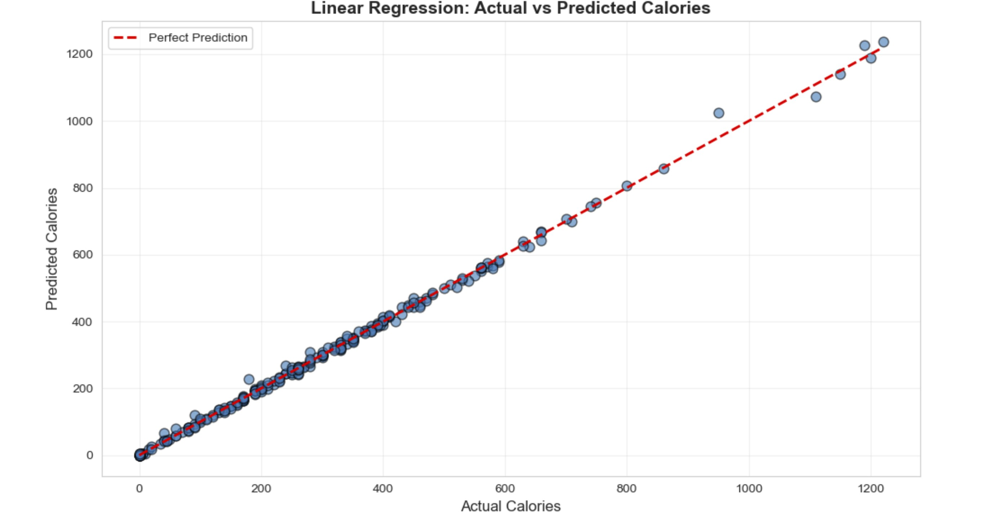 Linear Regression: Actual vs Predicted Calories
Perfect Prediction
1200
1000
800
600
400
200
0
Predicted Calories
0 200 400 600 800 1000 1200
Actual Calories